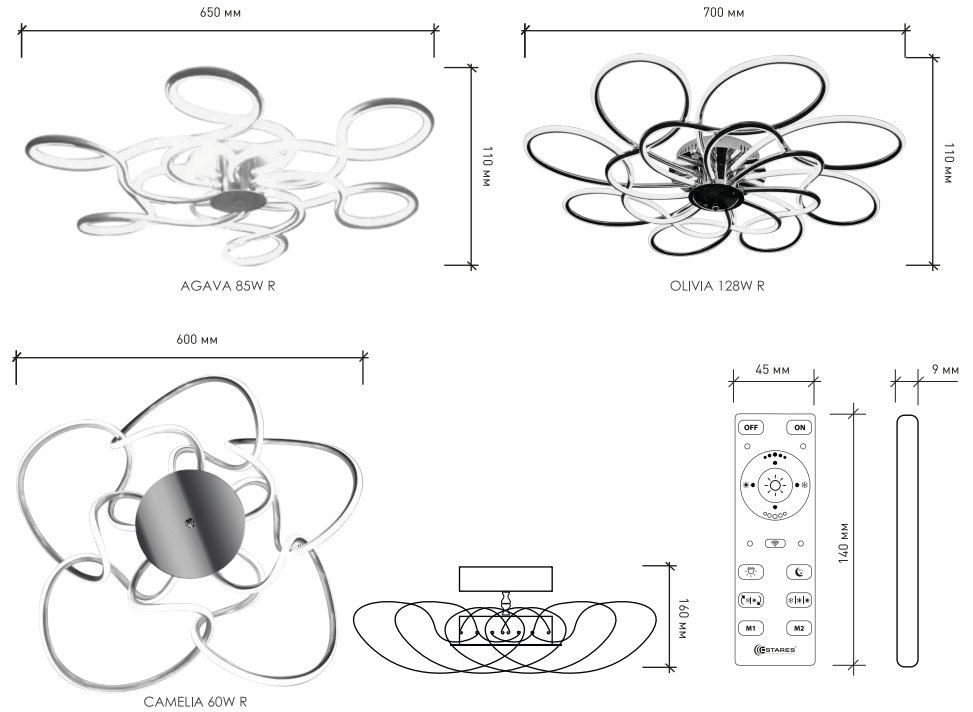 650 мм
700 мм
110 мм
110 мм
AGAVA 85W R
OLIVIA 128W R
600 мм
45 мм
9 мм
OFF
ON
140 мм
160 мм
M1
M2
ESTARES
CAMELIA 60W R